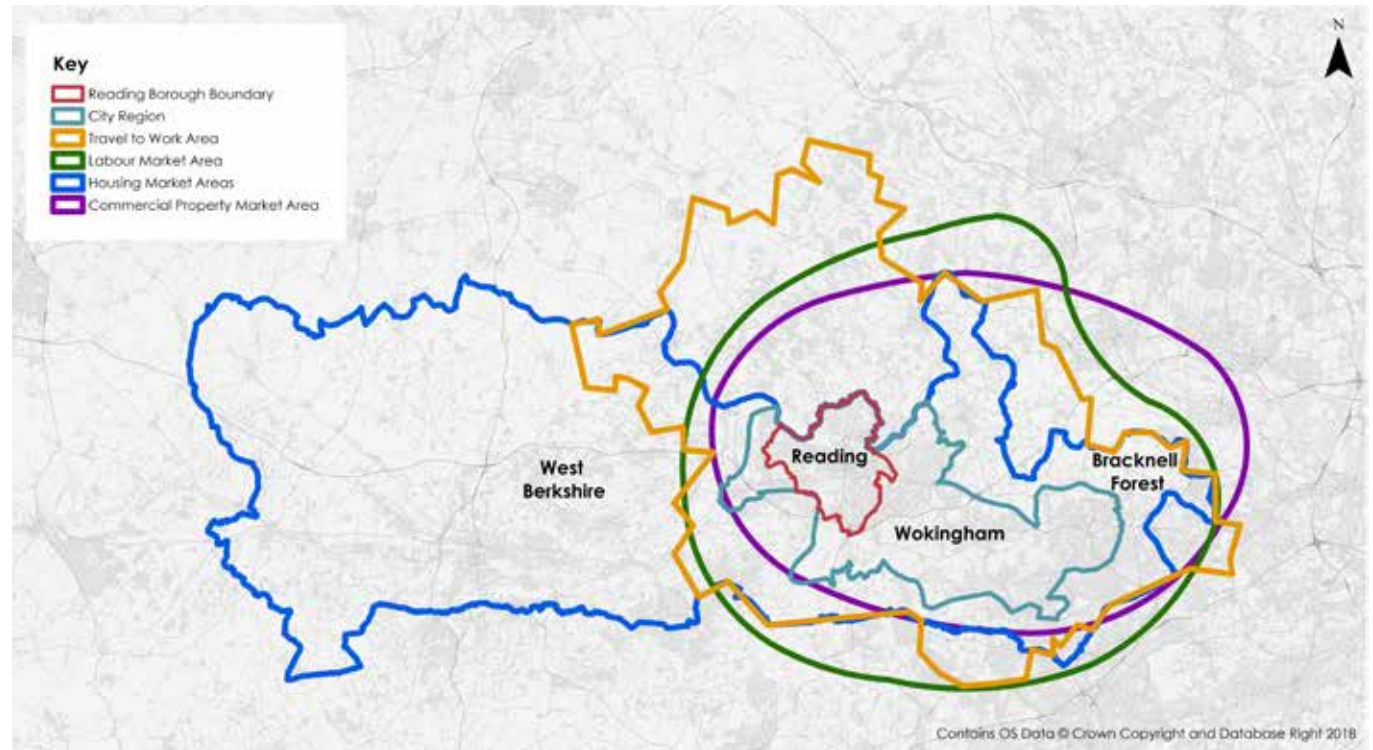 N
Key
Reading Borough Boundary
City Region
Travel to Work Area
Labour Market Area
Housing Market Areas
Commercial Property Market Area
Reading
West
Berkshire
Bracknell
Forest
Wokingham
Contains OS Data © Crown Copyright and Database Right 2018